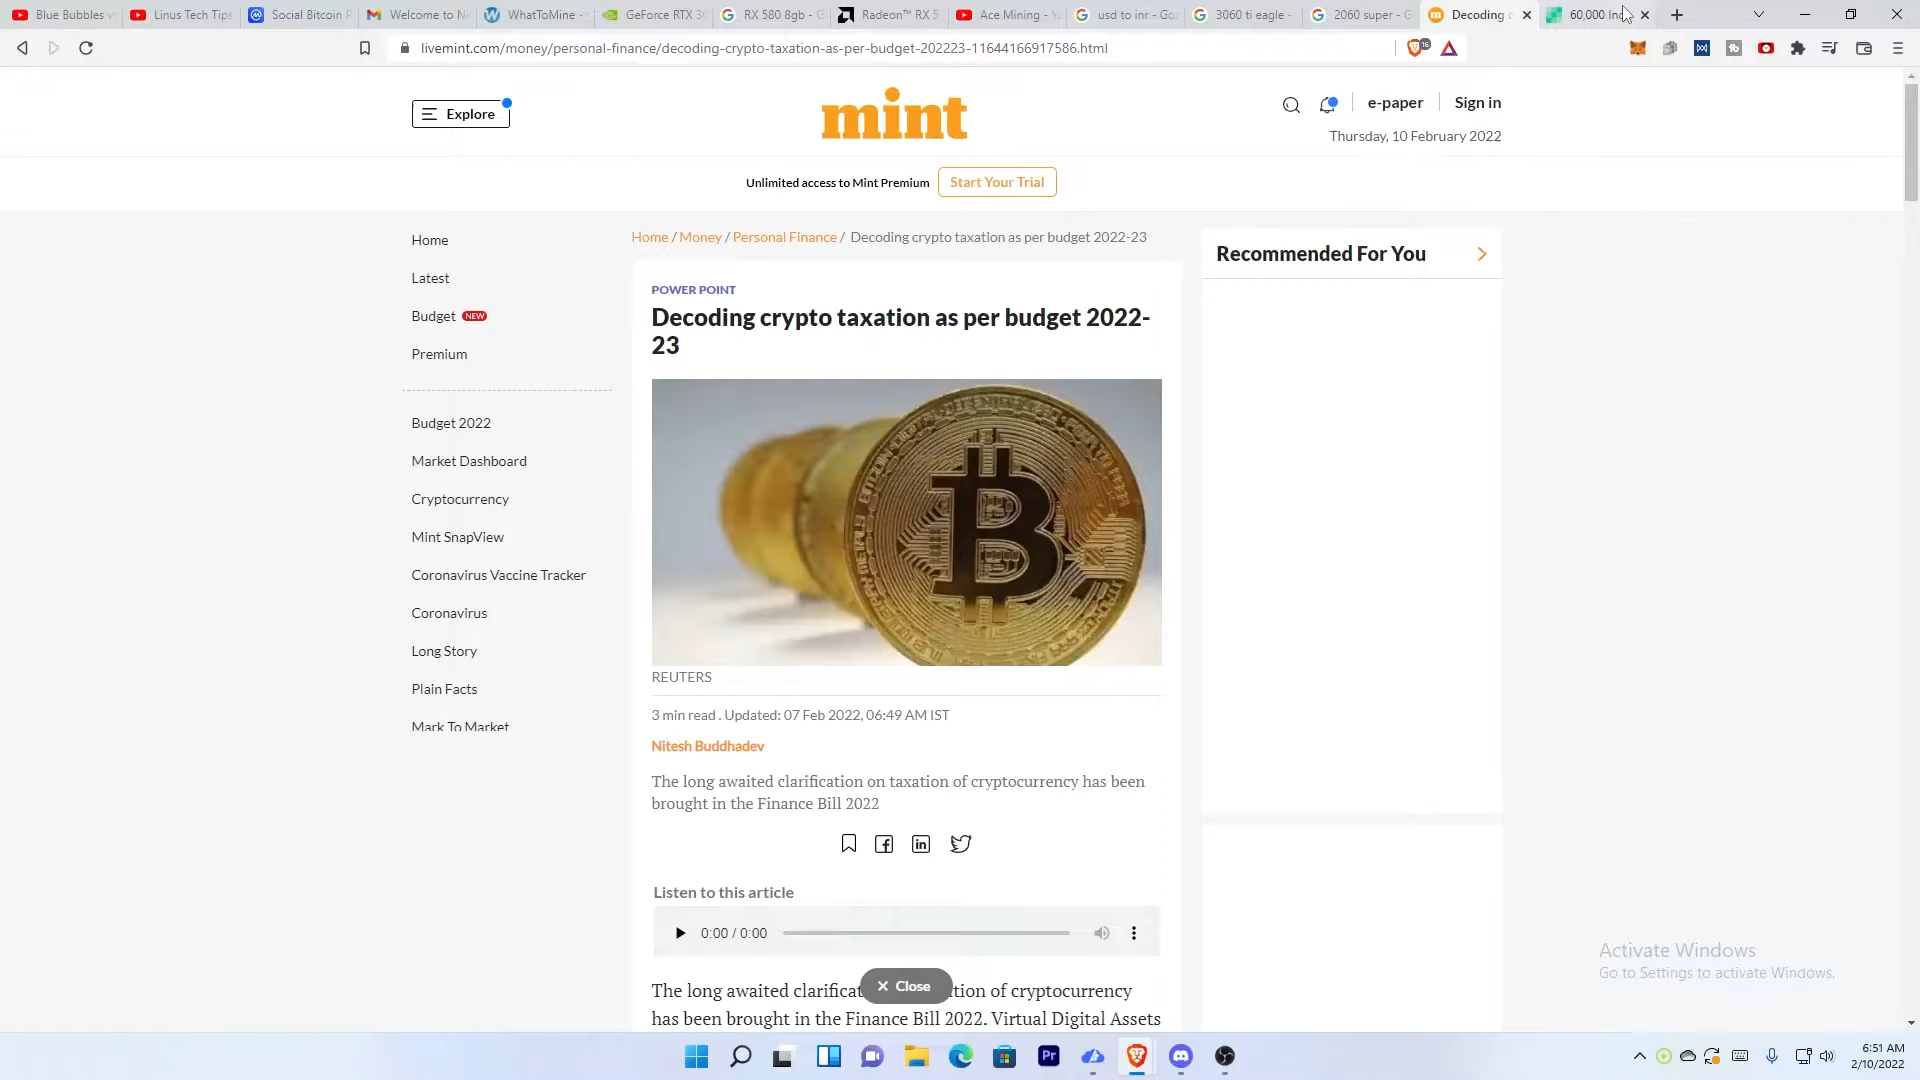 Blue Bubbles v
Linus Tech Tips
Social Bitcoin P
Welcome to N
WhatToMine -
GeForce RTX 3
RX 580 8gb - G
Radeon™ RX 5
Ace Mining - Y
usd to inr - Go
3060 ti eagle -
2060 super - G
Decoding c
60,000 In
livemint.com/money/personal-finance/decoding-crypto-taxation-as-per-budget-202223-11644166917586.html
16
Explore
mint
e-paper
Sign in
Thursday, 10 February 2022
Unlimited access to Mint Premium
Start Your Trial
Home
Latest
Budget NEW
Premium
Budget 2022
Market Dashboard
Cryptocurrency
Mint SnapView
Coronavirus Vaccine Tracker
Coronavirus
Long Story
Plain Facts
Mark To Market
Home / Money / Personal Finance / Decoding crypto taxation as per budget 2022-23
POWER POINT
Decoding crypto taxation as per budget 2022-
23
REUTERS
3 min read . Updated: 07 Feb 2022, 06:49 AM IST
Nitesh Buddhadev
The long awaited clarification on taxation of cryptocurrency has been
brought in the Finance Bill 2022
Listen to this article
0:00 / 0:00
The long awaited clarificat tion of cryptocurrency
Close
has been brought in the Finance Bill 2022. Virtual Digital Assets
Recommended For You
Activate Windows
Go to Settings to activate Windows.
Pr
6:51 AM
2/10/2022